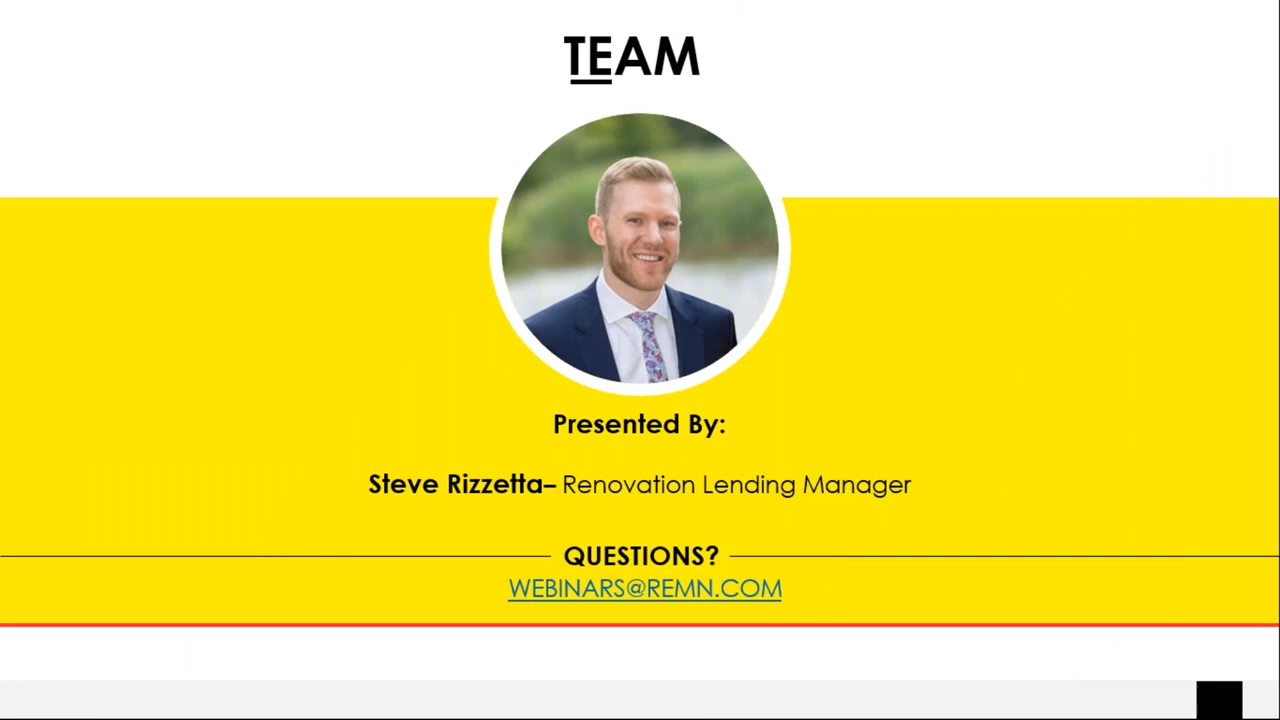 TEAM
Presented By:
Steve Rizzetta– Renovation Lending Manager
QUESTIONS?
WEBINARS@REMN.COM